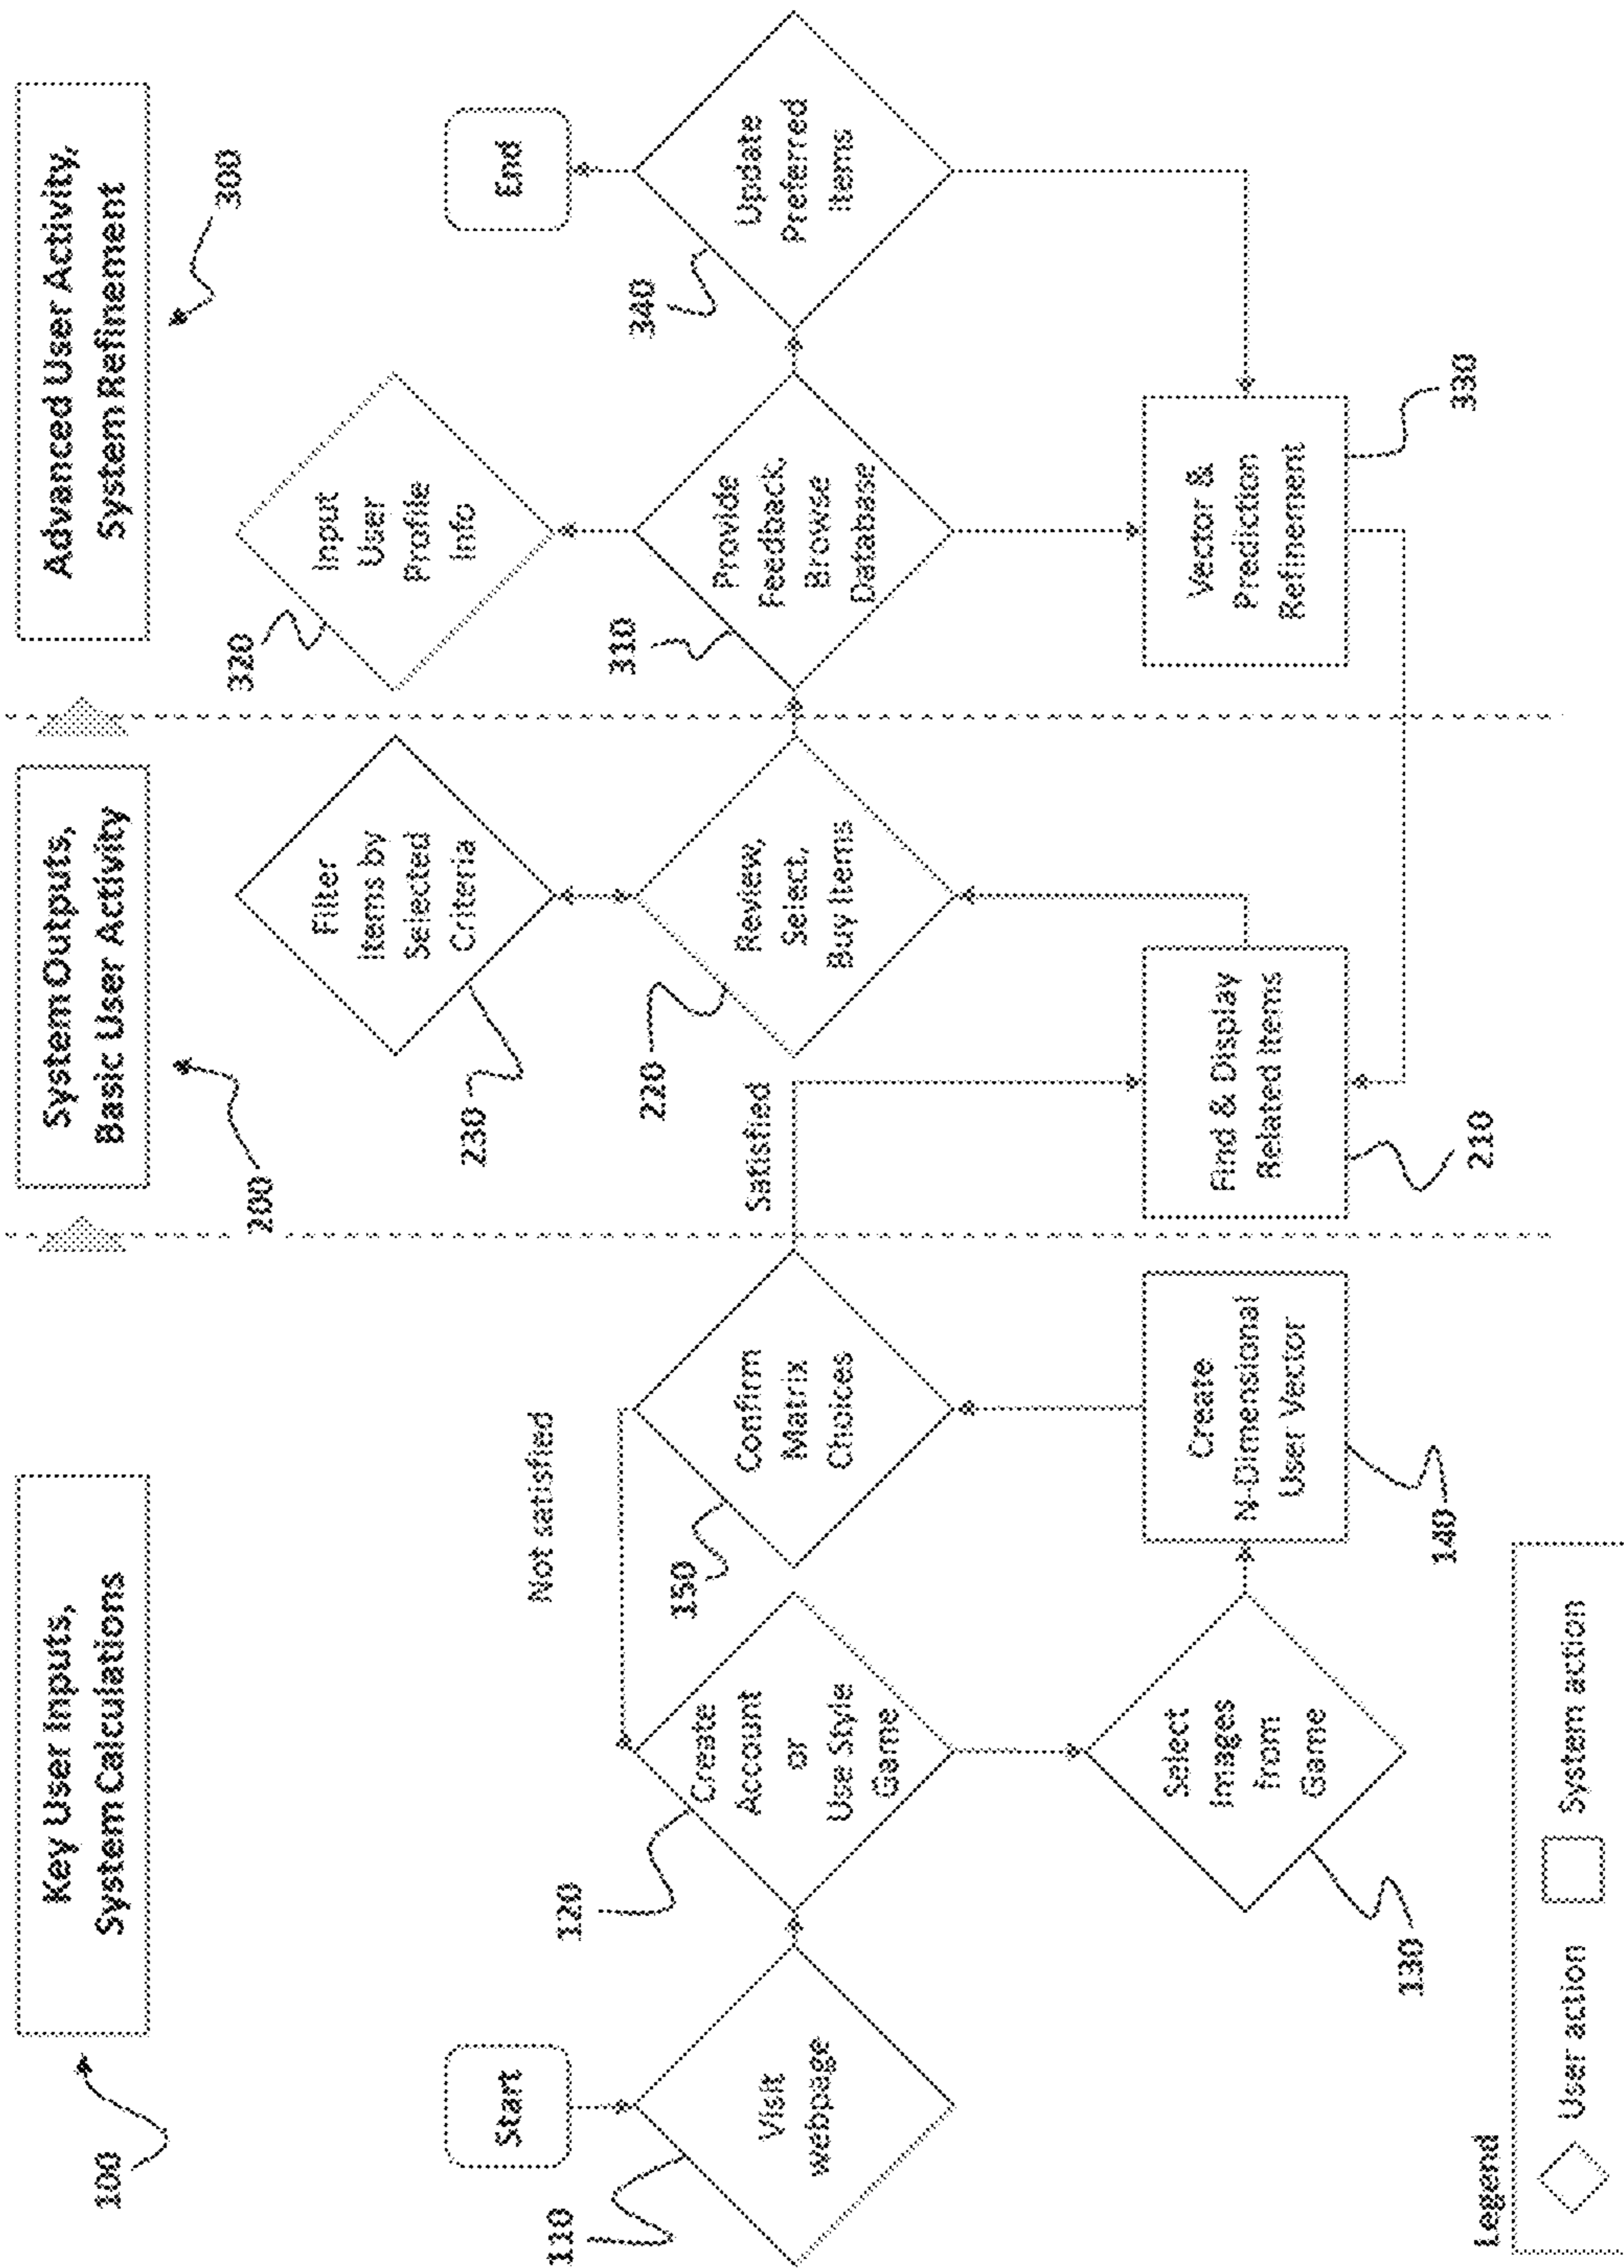 Key User Inputs,
System Calculations
100
System Outputs,
Basic User Activity
200
Advanced User Activity,
System Refinement
300
Start
110
Visit
webpage
120
Create
Account
or
Use Style
Game
130
Select
Images
from
Game
140
Create
N-Dimensional
User Vector
150
Confirm
Matrix
Choices
Not satisfied
Satisfied
210
Find & Display
Related Items
220
Review,
Select,
Buy Items
230
Filter
Items by
Selected
Criteria
310
Provide
Feedback,
Browse
Database
320
Input
User
Profile
Info
330
Vector &
Prediction
Refinement
340
Update
Preferred
Items
End
Legend
User action
System action